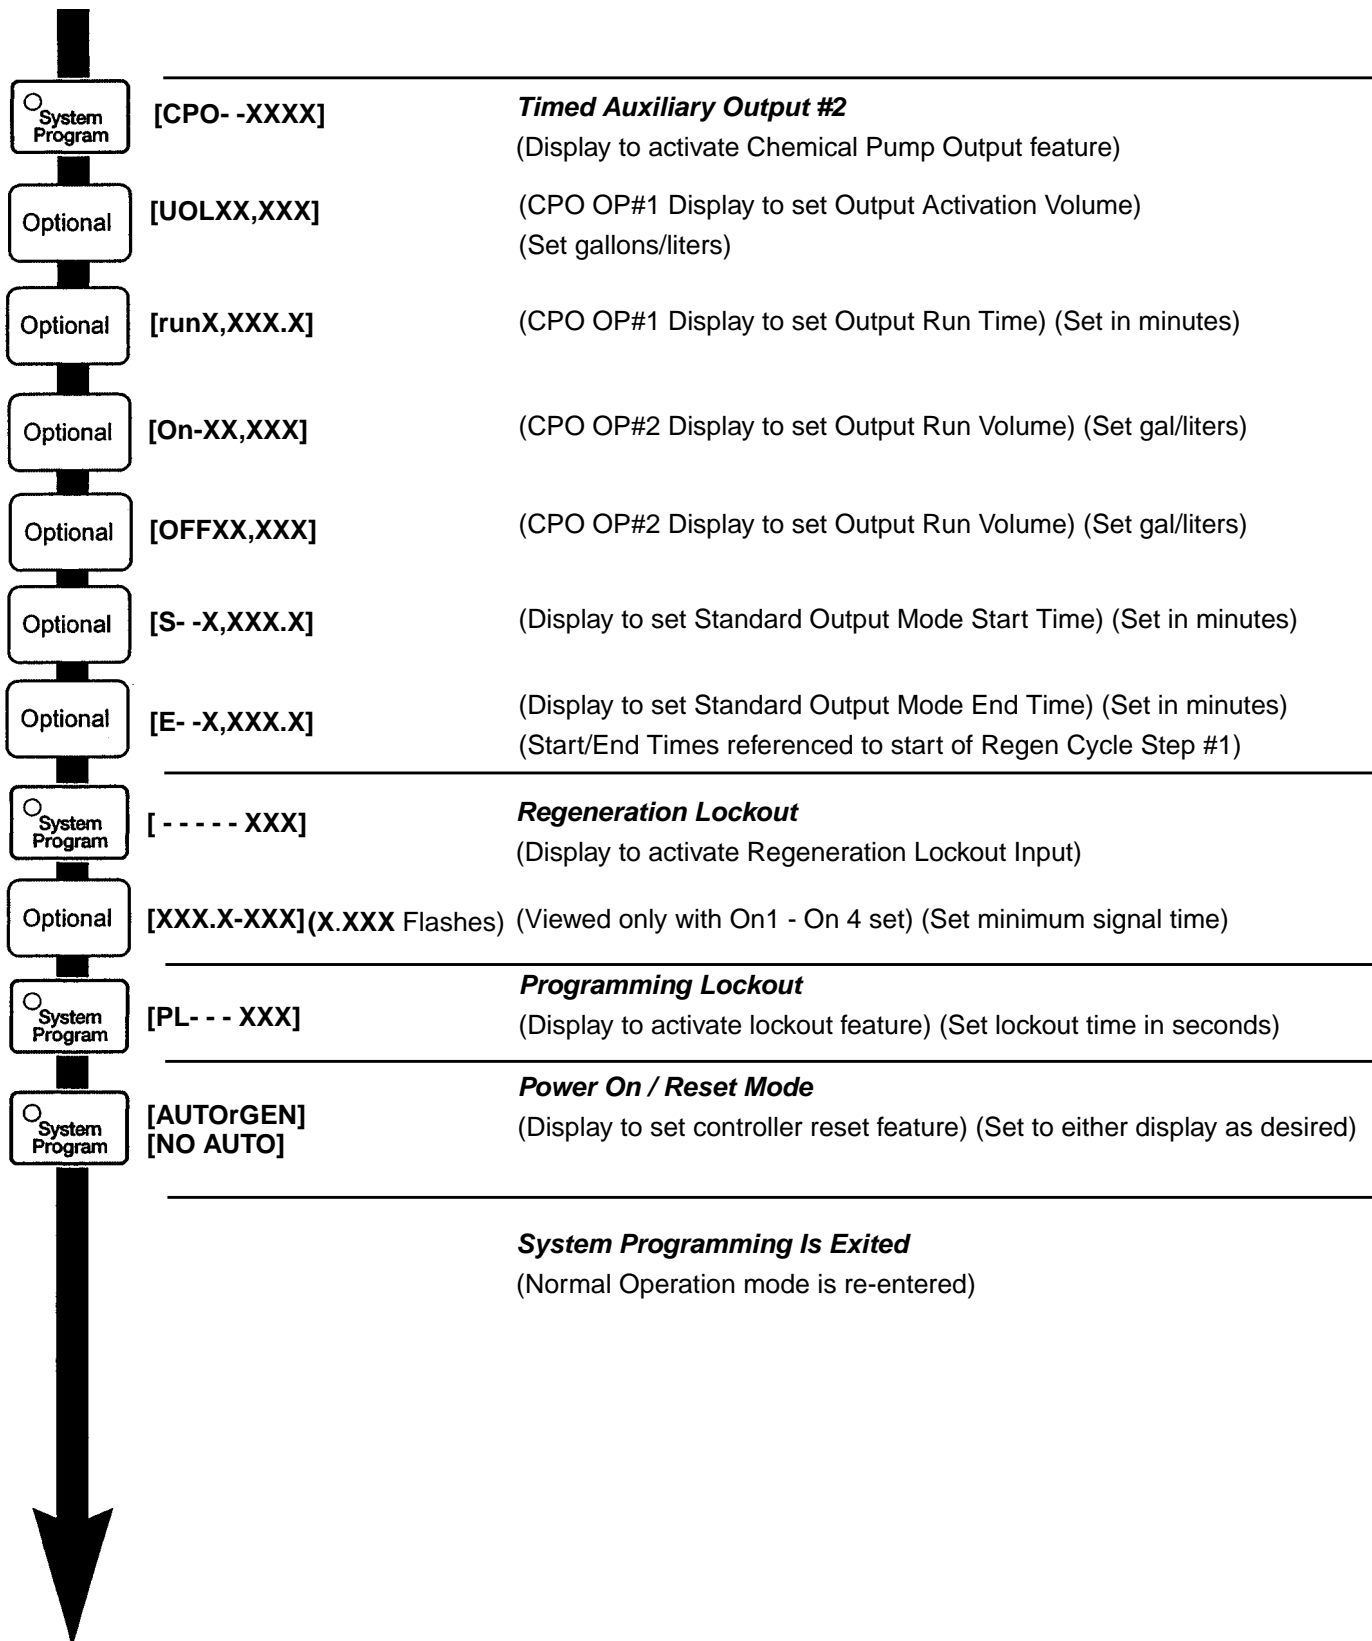 System
Program
[CPO- -XXXX]
Timed Auxiliary Output #2
(Display to activate Chemical Pump Output feature)
Optional
[UOLXX,XXX]
(CPO OP#1 Display to set Output Activation Volume)
(Set gallons/liters)
Optional
[runX,XXX.X]
(CPO OP#1 Display to set Output Run Time) (Set in minutes)
Optional
[On-XX,XXX]
(CPO OP#2 Display to set Output Run Volume) (Set gal/liters)
Optional
[OFFXX,XXX]
(CPO OP#2 Display to set Output Run Volume) (Set gal/liters)
Optional
[S- -X,XXX.X]
(Display to set Standard Output Mode Start Time) (Set in minutes)
Optional
[E- -X,XXX.X]
(Display to set Standard Output Mode End Time) (Set in minutes)
(Start/End Times referenced to start of Regen Cycle Step #1)
System
Program
[ - - - - - XXX]
Regeneration Lockout
(Display to activate Regeneration Lockout Input)
Optional
[XXX.X-XXX](X.XXX Flashes) (Viewed only with On1 - On 4 set) (Set minimum signal time)
System
Program
[PL- - - XXX]
Programming Lockout
(Display to activate lockout feature) (Set lockout time in seconds)
System
Program
[AUTOrGEN]
[NO AUTO]
Power On / Reset Mode
(Display to set controller reset feature) (Set to either display as desired)
System Programming Is Exited
(Normal Operation mode is re-entered)